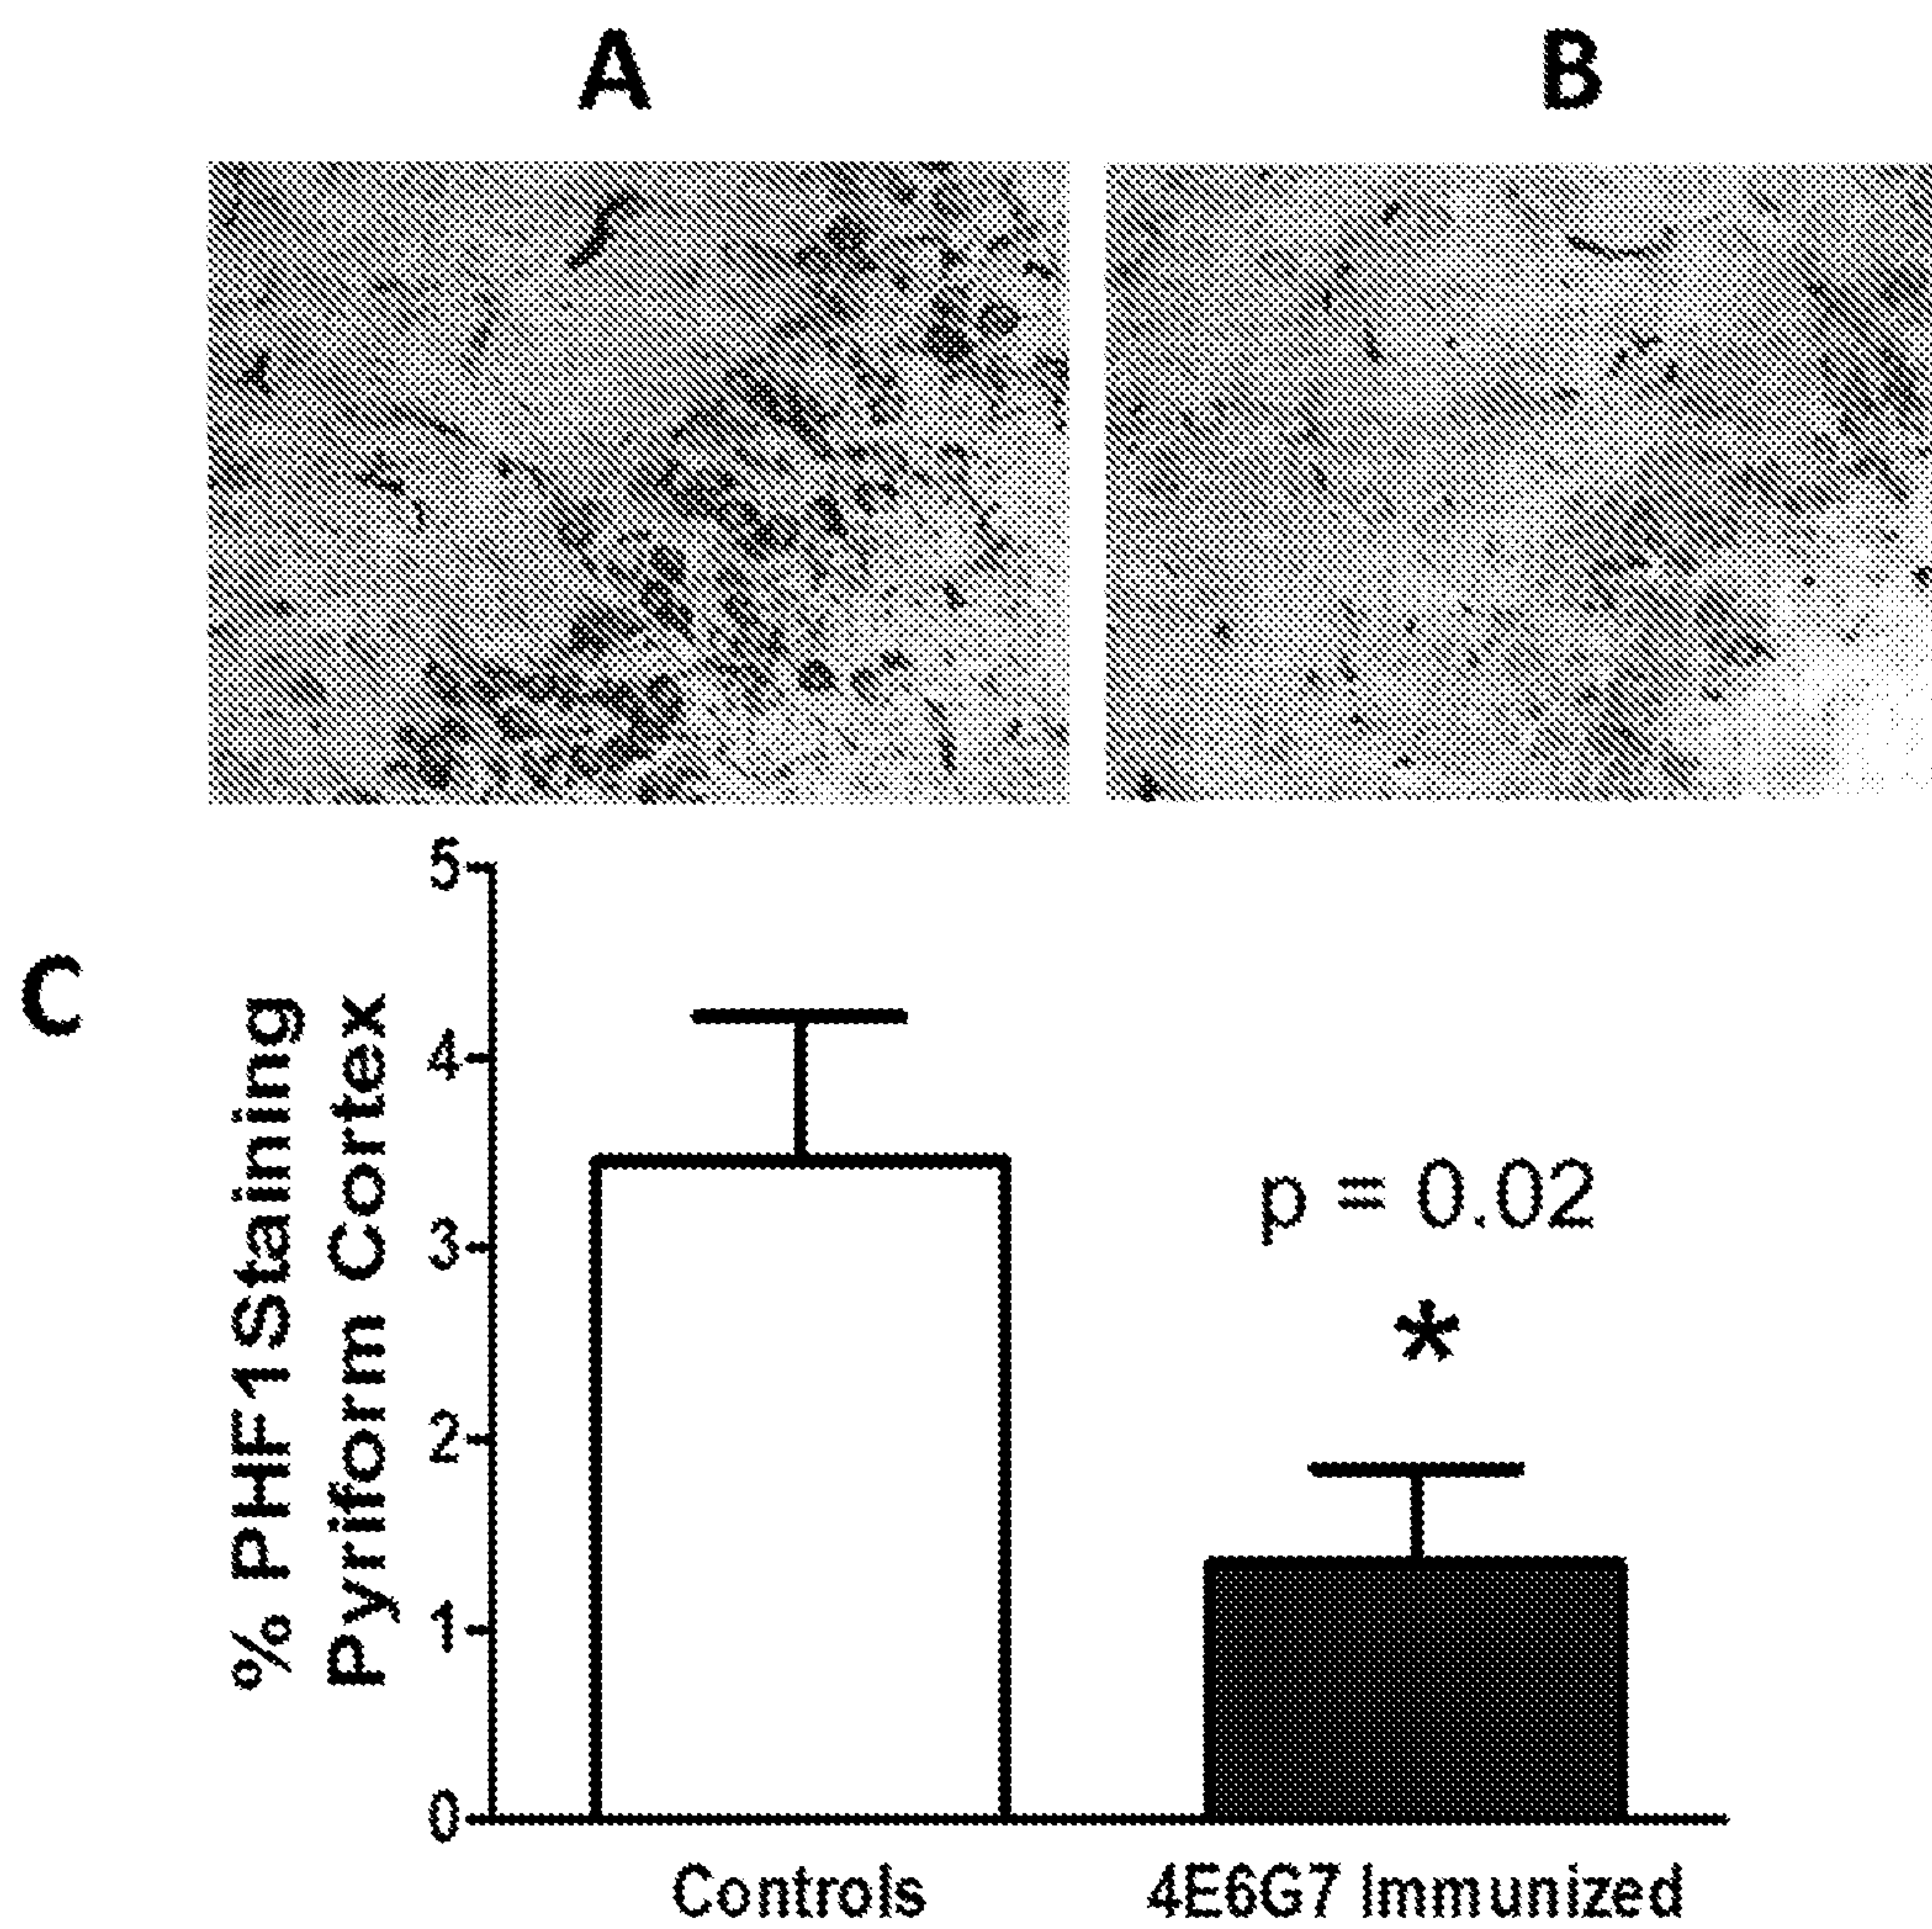 A
B
C
% PHF1Staining
Pyriform Cortex
5
4
3
2
1
0
p = 0.02
*
Controls
4E6G7 Immunized